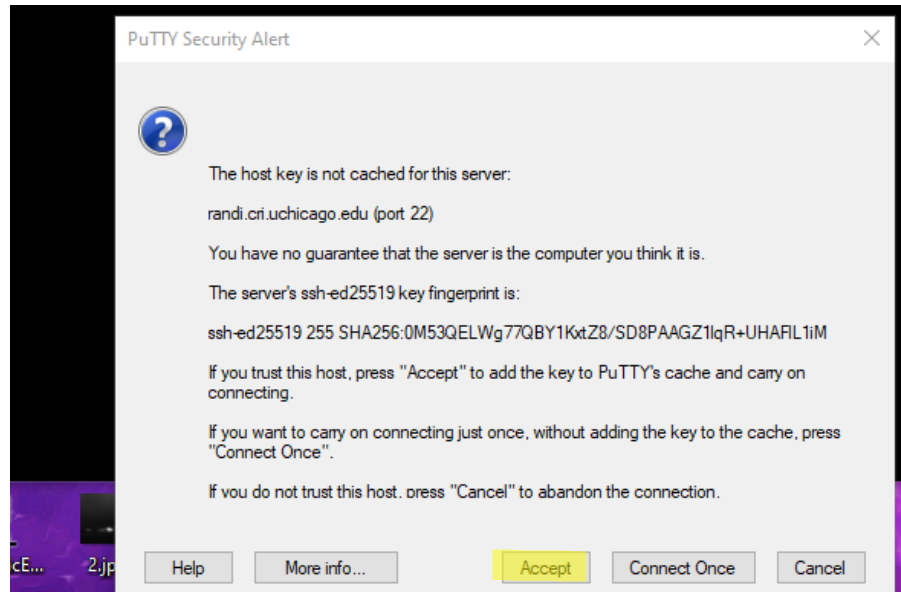 PuTTY Security Alert
The host key is not cached for this server:
randi.cri.uchicago.edu (port 22)
You have no guarantee that the server is the computer you think it is.
The server's ssh-ed25519 key fingerprint is:
ssh-ed25519 255 SHA256:0M53QELWg77QBY1KxtZ8/SD8PAAGZ1lqR+UHAFlL1iM
If you trust this host, press "Accept" to add the key to PuTTY's cache and carry on
connecting.
If you want to carry on connecting just once, without adding the key to the cache, press
"Connect Once".
If you do not trust this host, press "Cancel" to abandon the connection.
cE... 2.jp
Help More info... Accept Connect Once Cancel